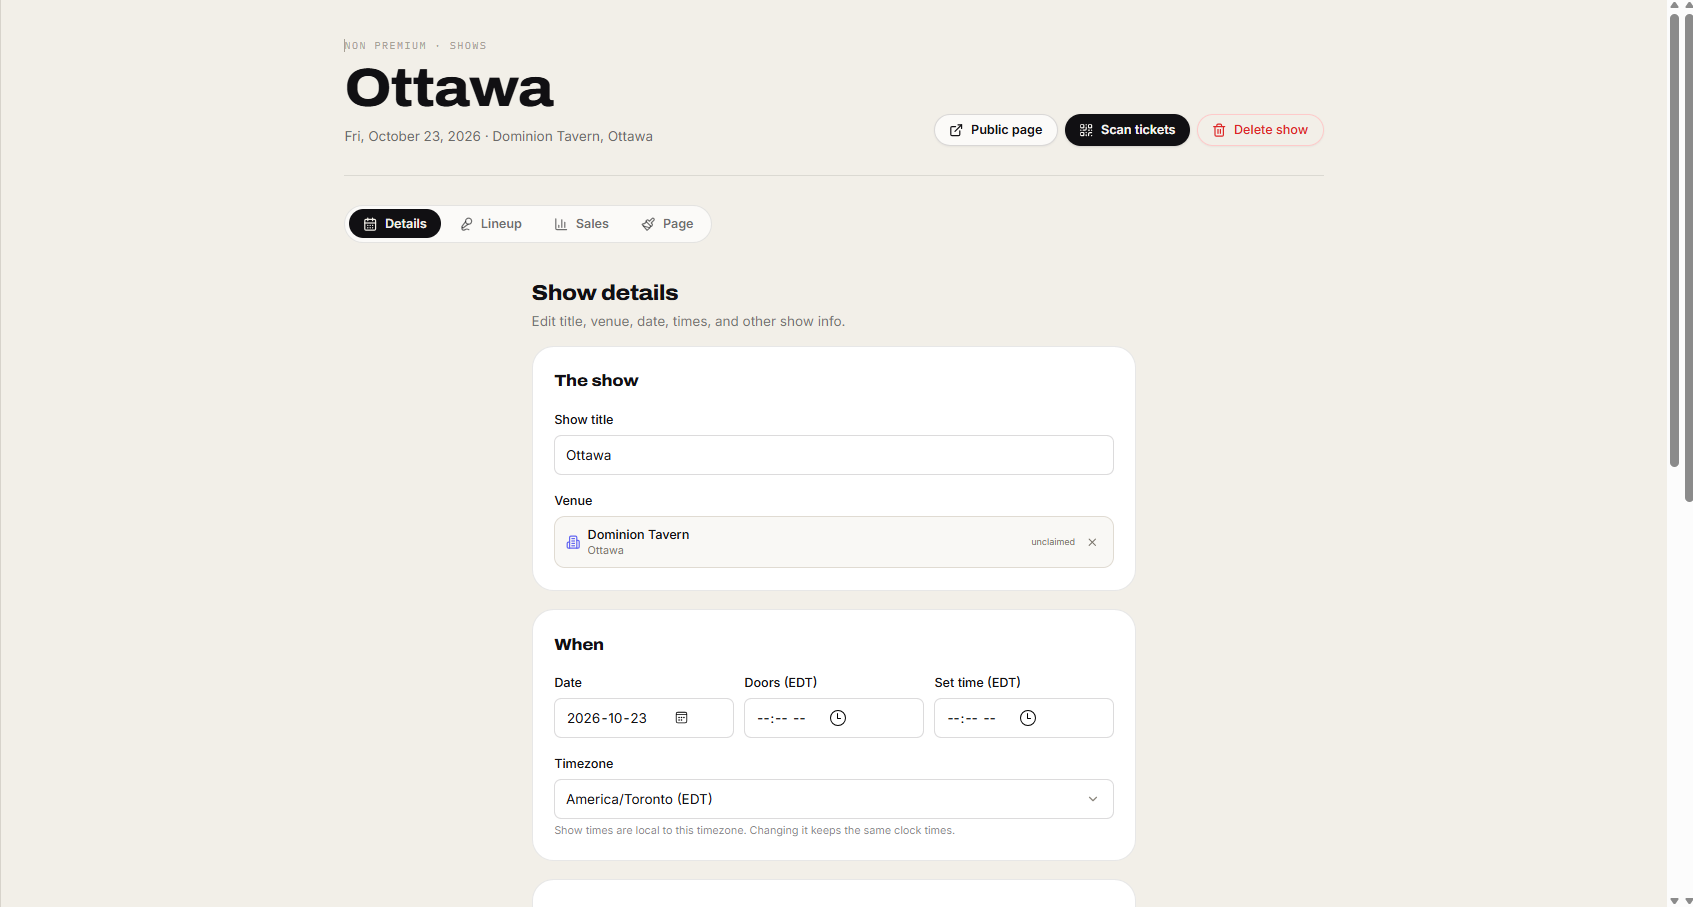 NON PREMIUM · SHOWS
Ottawa
Fri, October 23, 2026 · Dominion Tavern, Ottawa
Public page
Scan tickets
Delete show
Details
Lineup
Sales
Page
Show details
Edit title, venue, date, times, and other show info.
The show
Show title
Ottawa
Venue
Dominion Tavern
Ottawa
unclaimed
When
Date
Doors (EDT)
Set time (EDT)
2026-10-23
--:-- --
--:-- --
Timezone
America/Toronto (EDT)
Show times are local to this timezone. Changing it keeps the same clock times.